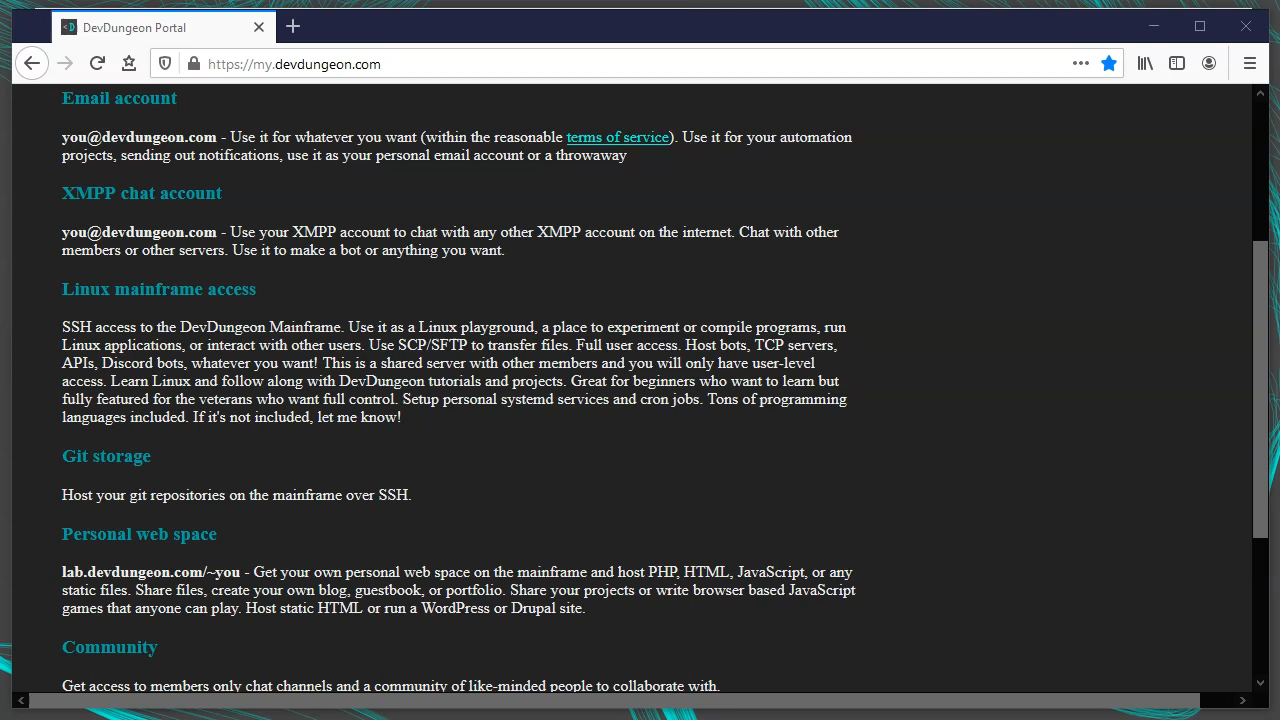 DevDungeon Portal
https://my.devdungeon.com
Email account
you@devdungeon.com - Use it for whatever you want (within the reasonable terms of service). Use it for your automation
projects, sending out notifications, use it as your personal email account or a throwaway
XMPP chat account
you@devdungeon.com - Use your XMPP account to chat with any other XMPP account on the internet. Chat with other
members or other servers. Use it to make a bot or anything you want.
Linux mainframe access
SSH access to the DevDungeon Mainframe. Use it as a Linux playground, a place to experiment or compile programs, run
Linux applications, or interact with other users. Use SCP/SFTP to transfer files. Full user access. Host bots, TCP servers,
APIs, Discord bots, whatever you want! This is a shared server with other members and you will only have user-level
access. Learn Linux and follow along with DevDungeon tutorials and projects. Great for beginners who want to learn but
fully featured for the veterans who want full control. Setup personal systemd services and cron jobs. Tons of programming
languages included. If it's not included, let me know!
Git storage
Host your git repositories on the mainframe over SSH.
Personal web space
lab.devdungeon.com/~you - Get your own personal web space on the mainframe and host PHP, HTML, JavaScript, or any
static files. Share files, create your own blog, guestbook, or portfolio. Share your projects or write browser based JavaScript
games that anyone can play. Host static HTML or run a WordPress or Drupal site.
Community
Get access to members only chat channels and a community of like-minded people to collaborate with.